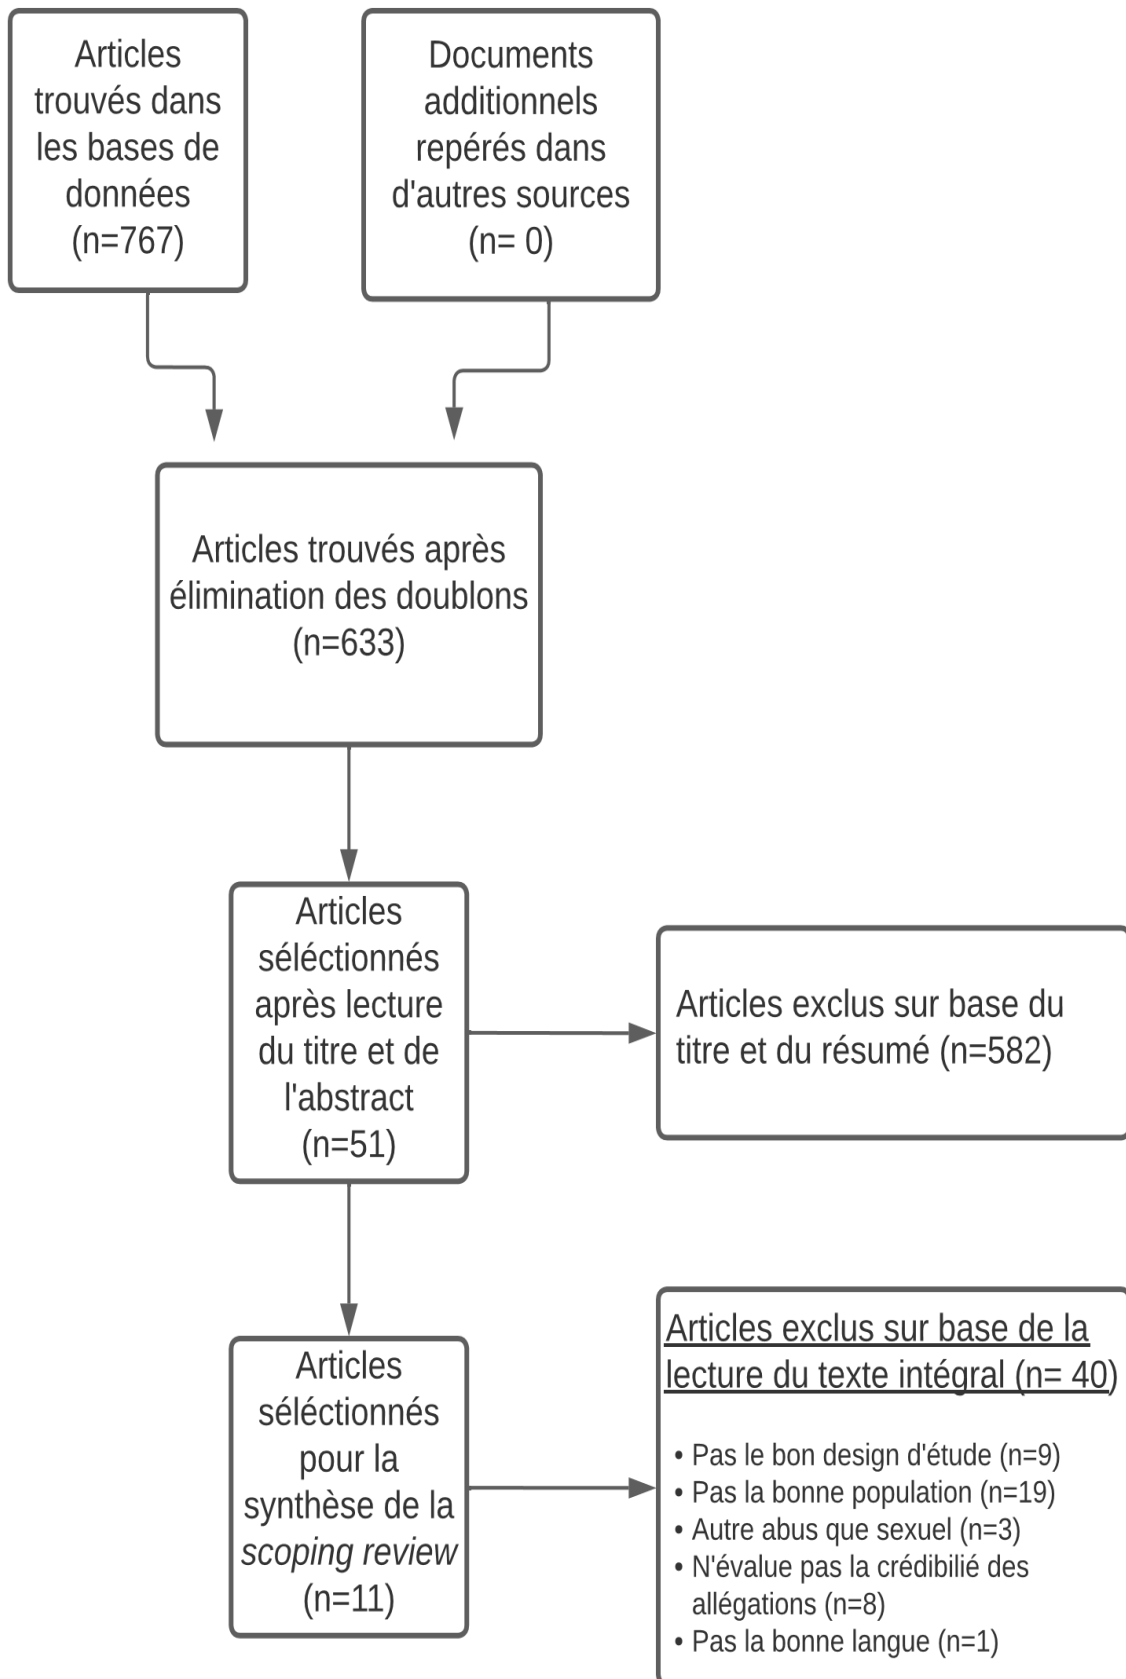 Articles
trouvés dans
les bases de
données
(n=767)
Documents
additionnels
repérés dans
d'autres sources
(n= 0)
Articles trouvés après
élimination des doublons
(n=633)
Articles
séléctionnés
après lecture
du titre et de
l'abstract
(n=51)
Articles exclus sur base du
titre et du résumé (n=582)
Articles
séléctionnés
pour la
synthèse de la
scoping review
(n=11)
Articles exclus sur base de la
lecture du texte intégral (n= 40)
• Pas le bon design d'étude (n=9)
• Pas la bonne population (n=19)
• Autre abus que sexuel (n=3)
• N'évalue pas la crédibilié des
allégations (n=8)
• Pas la bonne langue (n=1)